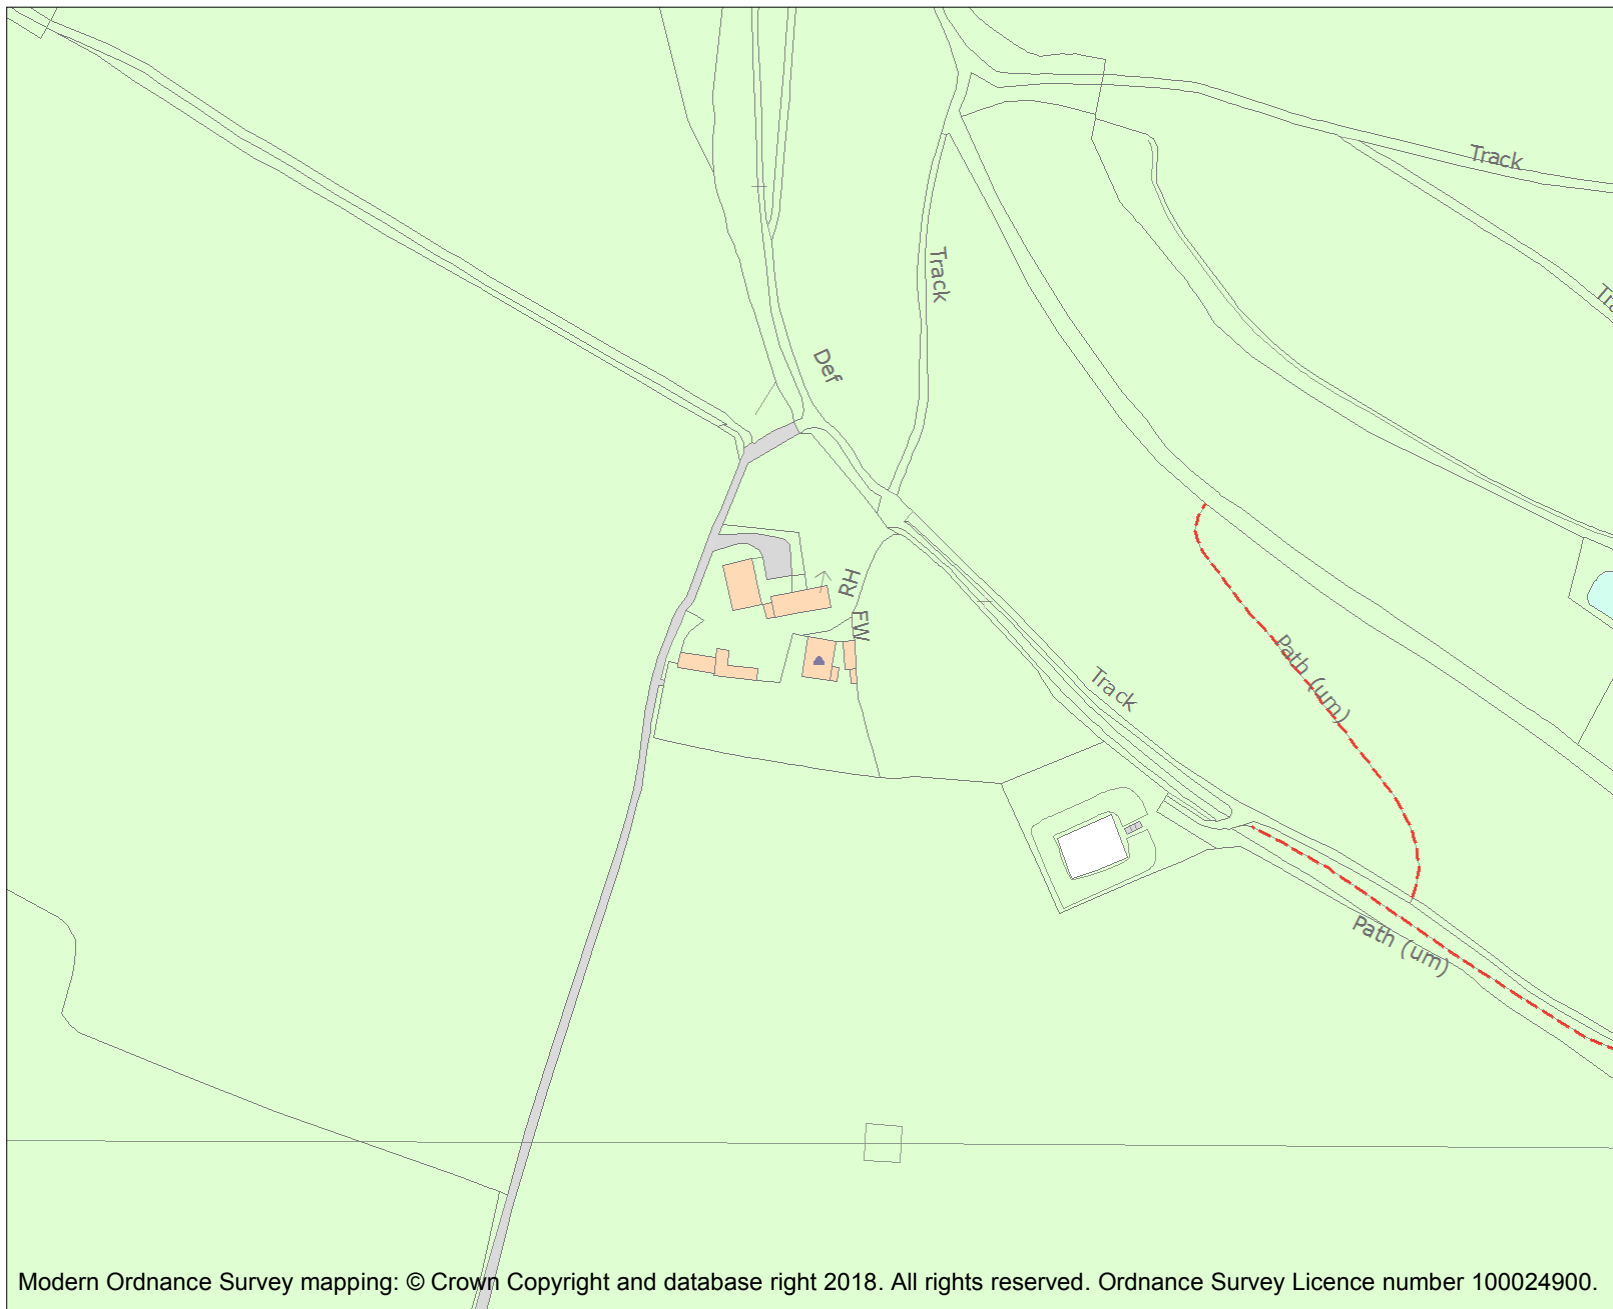 Track
Track
Def
RH
FW
Track
Path (um)
Path (um)
Modern Ordnance Survey mapping: © Crown Copyright and database right 2018. All rights reserved. Ordnance Survey Licence number 100024900.